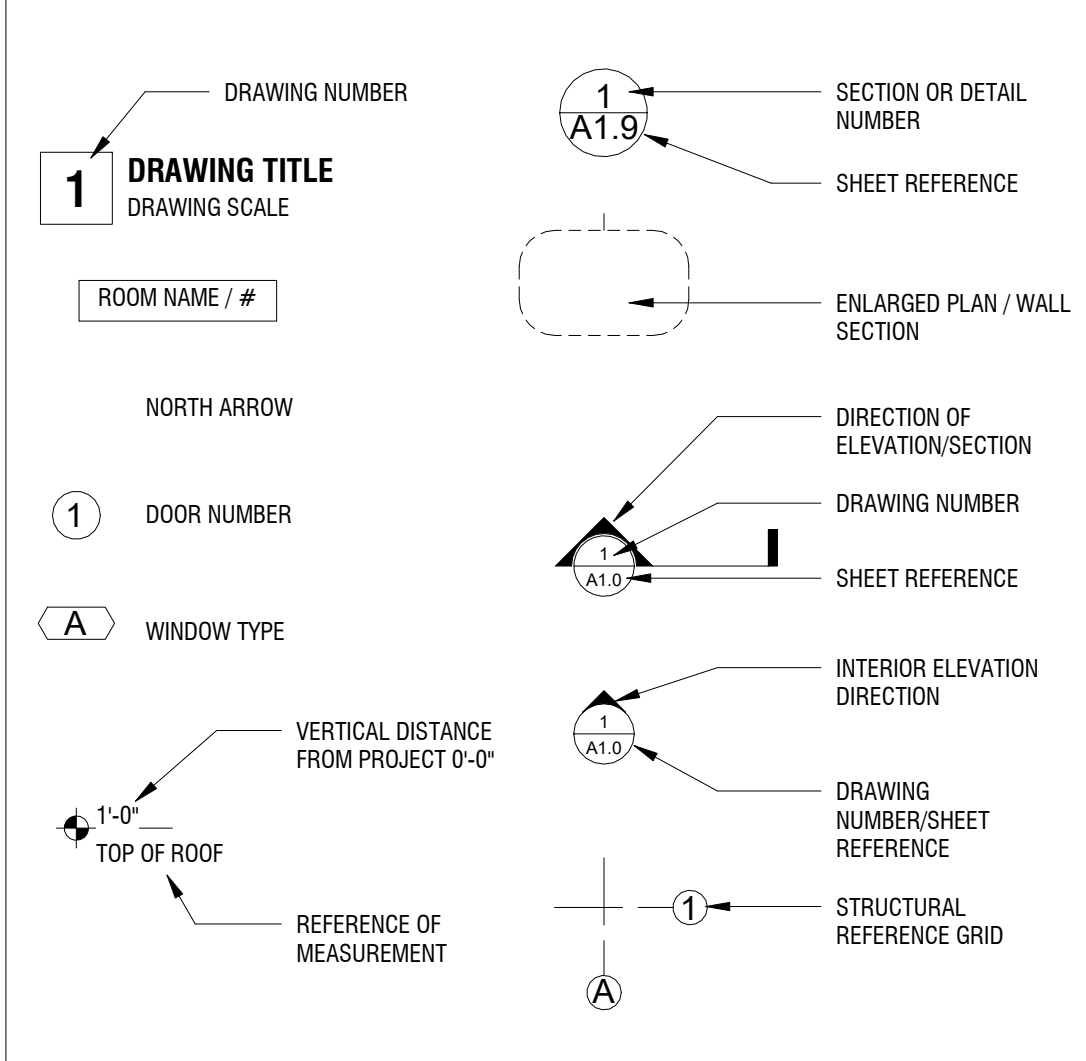 DRAWING NUMBER
1
DRAWING TITLE
DRAWING SCALE
ROOM NAME / #
NORTH ARROW
1
DOOR NUMBER
A
WINDOW TYPE
VERTICAL DISTANCE
FROM PROJECT 0'-0"
1'-0"
TOP OF ROOF
REFERENCE OF
MEASUREMENT
1
A1.9
SECTION OR DETAIL
NUMBER
SHEET REFERENCE
ENLARGED PLAN / WALL
SECTION
DIRECTION OF
ELEVATION/SECTION
DRAWING NUMBER
1
A1.0
SHEET REFERENCE
INTERIOR ELEVATION
DIRECTION
1
A1.0
DRAWING
NUMBER/SHEET
REFERENCE
1
STRUCTURAL
REFERENCE GRID
A